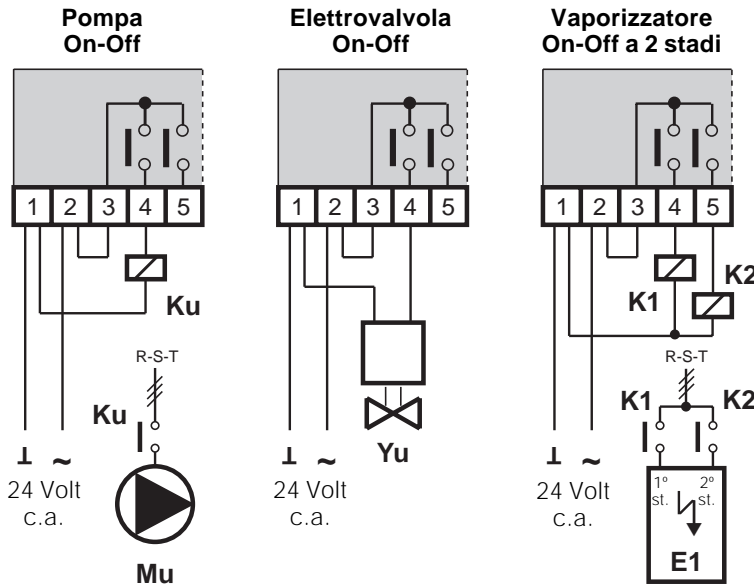 Pompa
On-Off
1 2 3 4 5
Ku
R-S-T
Ku
⊥ ~
24 Volt
c.a.
Mu
Elettrovalvola
On-Off
1 2 3 4 5
Yu
⊥ ~
24 Volt
c.a.
Vaporizzatore
On-Off a 2 stadi
1 2 3 4 5
K1
K2
R-S-T
K1 K2
1° 2°
st. st.
E1
⊥ ~
24 Volt
c.a.